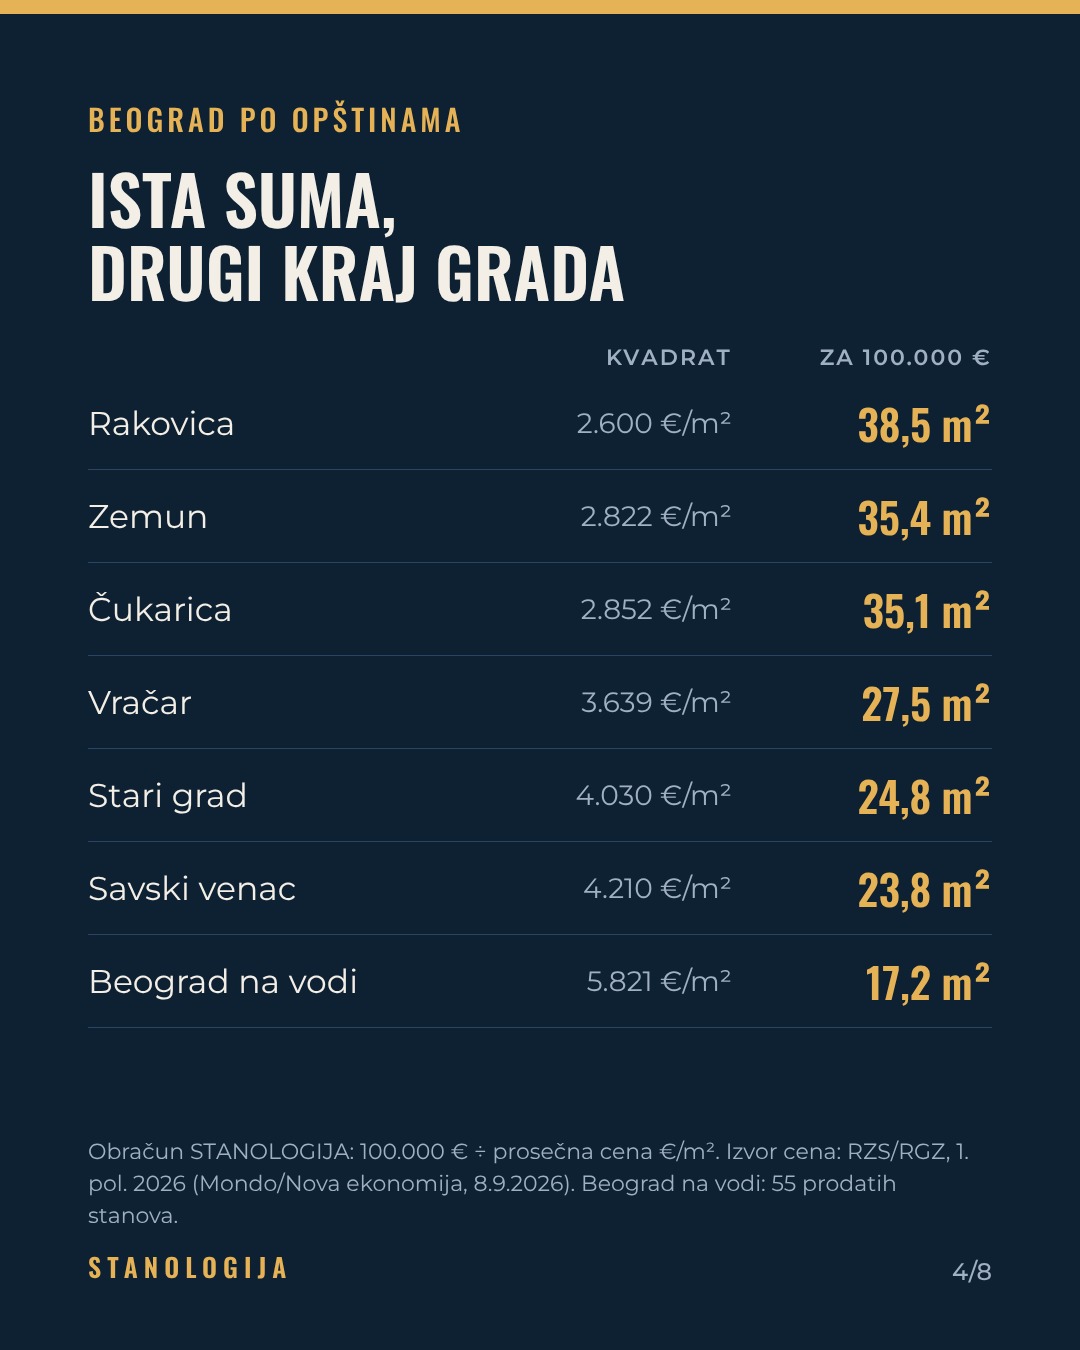 BEOGRAD PO OPŠTINAMA
ISTA SUMA,
DRUGI KRAJ GRADA
KVADRAT ZA 100.000 €
Rakovica 2.600 €/m² 38,5 m²
Zemun 2.822 €/m² 35,4 m²
Čukarica 2.852 €/m² 35,1 m²
Vračar 3.639 €/m² 27,5 m²
Stari grad 4.030 €/m² 24,8 m²
Savski venac 4.210 €/m² 23,8 m²
Beograd na vodi 5.821 €/m² 17,2 m²
Obračun STANOLOGIJA: 100.000 € ÷ prosečna cena €/m². Izvor cena: RZS/RGZ, 1.
pol. 2026 (Mondo/Nova ekonomija, 8.9.2026). Beograd na vodi: 55 prodatih
stanova.
STANOLOGIJA 4/8